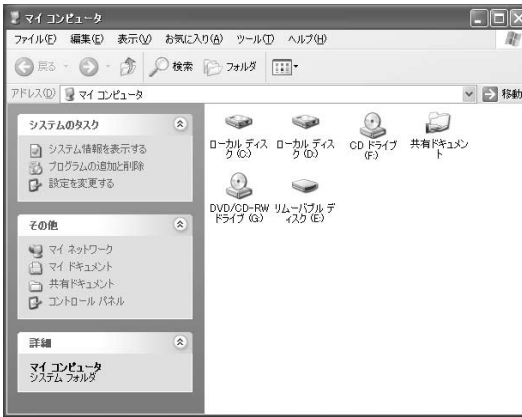 マイ コンピュータ
ファイル(F) 編集(E) 表示(V) お気に入り(A) ツール(T) ヘルプ(H)
戻る 検索 フォルダ
アドレス(D) マイ コンピュータ 移動
システムのタスク
システム情報を表示する
プログラムの追加と削除
設定を変更する
その他
マイ ネットワーク
マイ ドキュメント
共有ドキュメント
コントロール パネル
詳細
マイ コンピュータ
システム フォルダ
ローカル ディス
ク (C:)
ローカル ディス
ク (D:)
CD ドライブ
(F:)
共有ドキュメン
ト
DVD/CD-RW
ドライブ (G:)
リムーバブル デ
ィスク (E:)